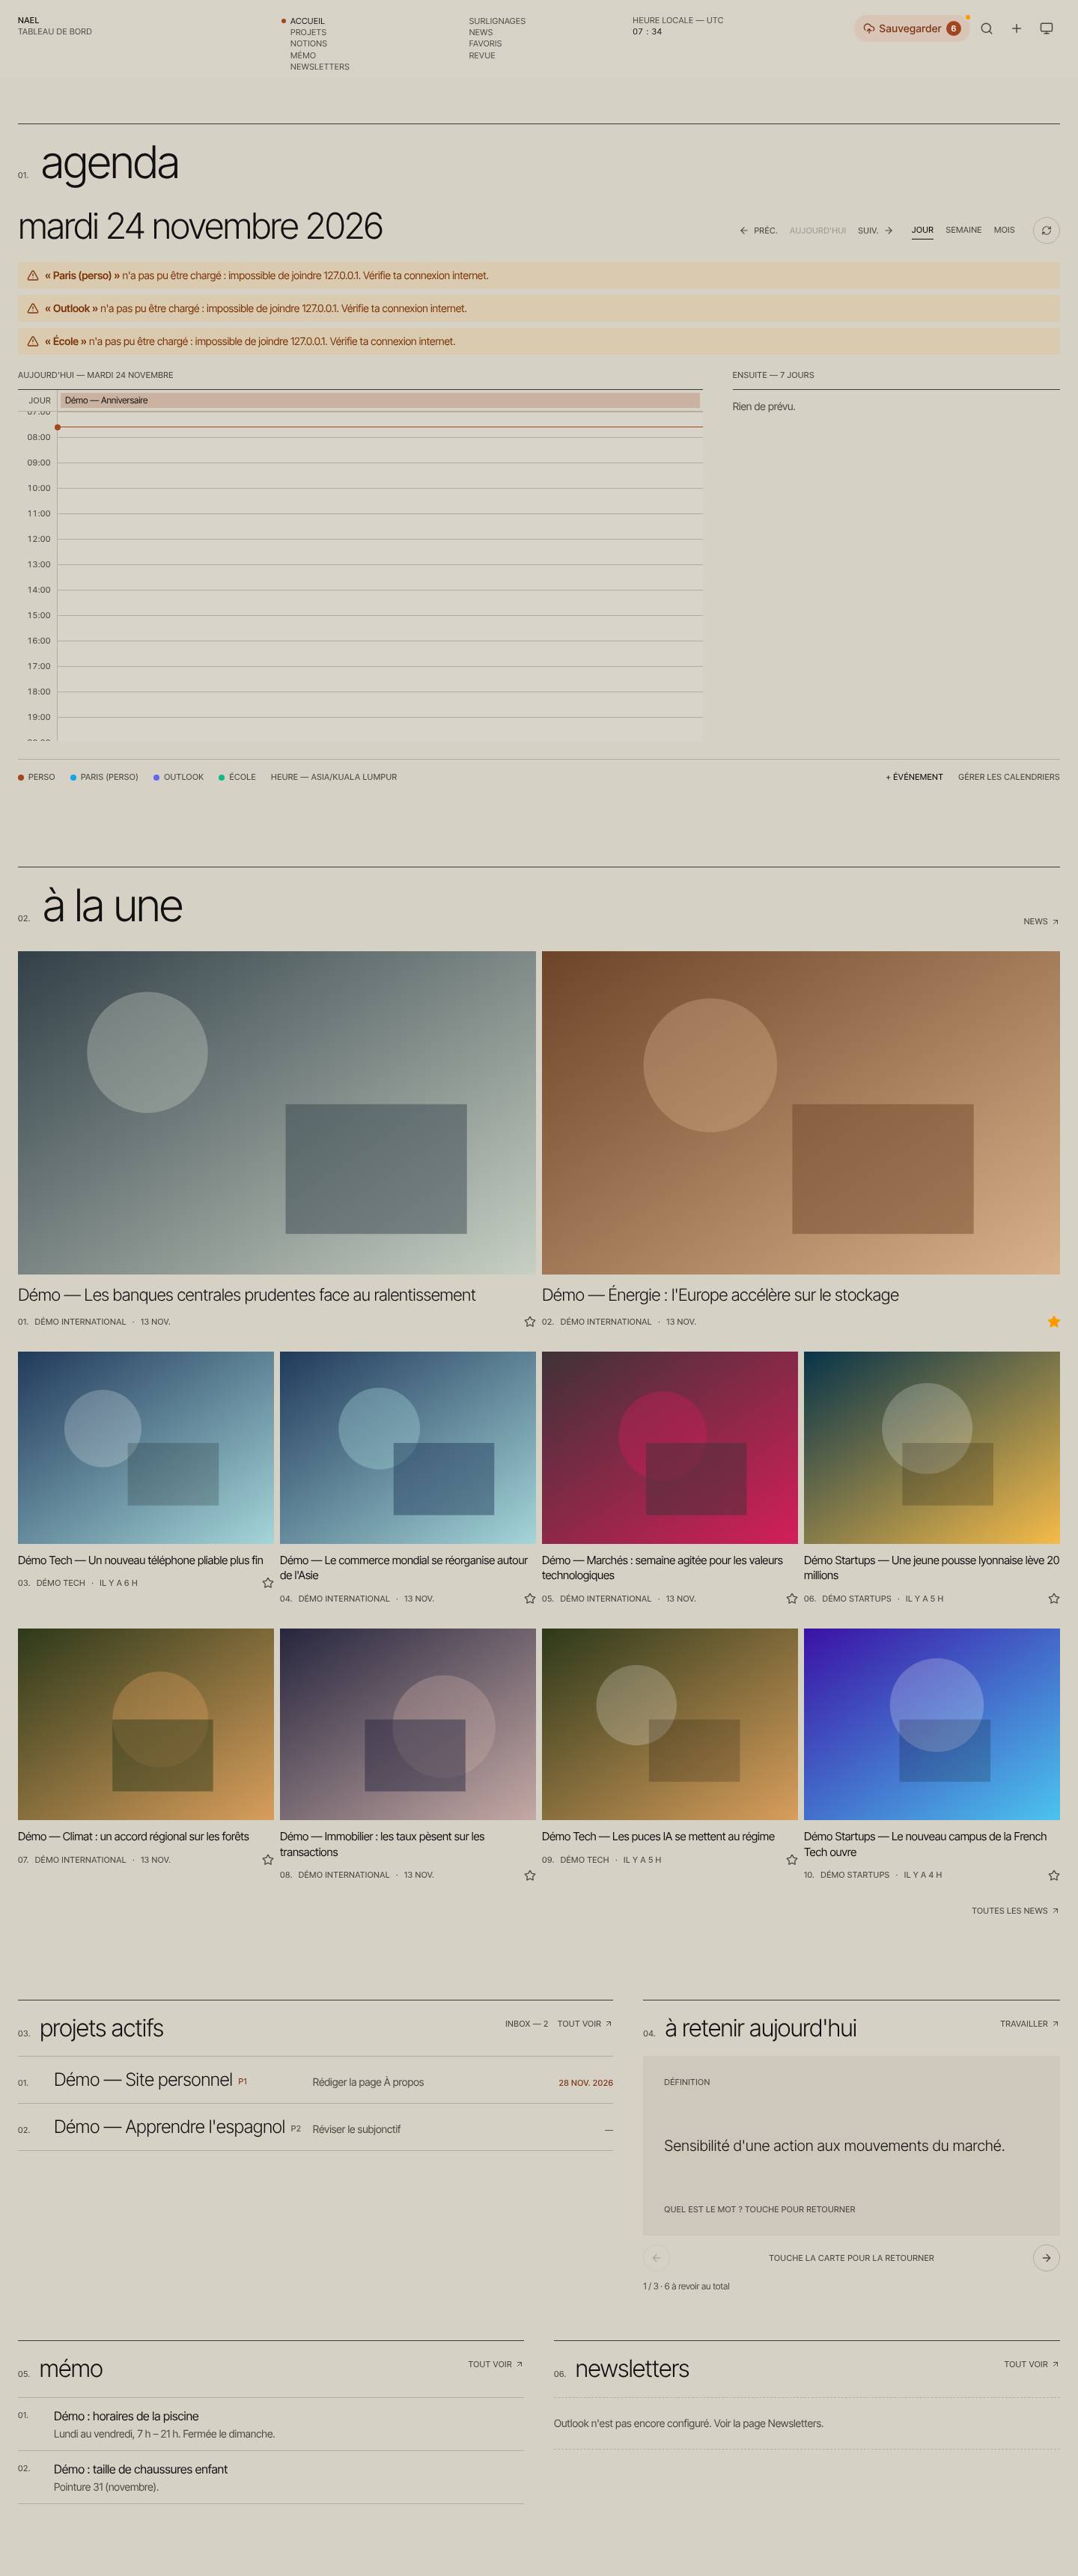 NAEL
TABLEAU DE BORD
ACCUEIL
PROJETS
NOTIONS
MÉMO
NEWSLETTERS
SURLIGNAGES
NEWS
FAVORIS
REVUE
HEURE LOCALE — UTC
07 : 34
Sauvegarder 6
01. agenda
mardi 24 novembre 2026
PRÉC. AUJOURD'HUI SUIV. JOUR SEMAINE MOIS
« Paris (perso) » n'a pas pu être chargé : impossible de joindre 127.0.0.1. Vérifie ta connexion internet.
« Outlook » n'a pas pu être chargé : impossible de joindre 127.0.0.1. Vérifie ta connexion internet.
« École » n'a pas pu être chargé : impossible de joindre 127.0.0.1. Vérifie ta connexion internet.
AUJOURD'HUI — MARDI 24 NOVEMBRE
JOUR Démo — Anniversaire
07:00
08:00
09:00
10:00
11:00
12:00
13:00
14:00
15:00
16:00
17:00
18:00
19:00
ENSUITE — 7 JOURS
Rien de prévu.
PERSO PARIS (PERSO) OUTLOOK ÉCOLE HEURE — ASIA/KUALA LUMPUR
+ ÉVÉNEMENT GÉRER LES CALENDRIERS
02. à la une
NEWS
Démo — Les banques centrales prudentes face au ralentissement
01. DÉMO INTERNATIONAL · 13 NOV.
Démo — Énergie : l'Europe accélère sur le stockage
02. DÉMO INTERNATIONAL · 13 NOV.
Démo Tech — Un nouveau téléphone pliable plus fin
03. DÉMO TECH · IL Y A 6 H
Démo — Le commerce mondial se réorganise autour
de l'Asie
04. DÉMO INTERNATIONAL · 13 NOV.
Démo — Marchés : semaine agitée pour les valeurs
technologiques
05. DÉMO INTERNATIONAL · 13 NOV.
Démo Startups — Une jeune pousse lyonnaise lève 20
millions
06. DÉMO STARTUPS · IL Y A 5 H
Démo — Climat : un accord régional sur les forêts
07. DÉMO INTERNATIONAL · 13 NOV.
Démo — Immobilier : les taux pèsent sur les
transactions
08. DÉMO INTERNATIONAL · 13 NOV.
Démo Tech — Les puces IA se mettent au régime
09. DÉMO TECH · IL Y A 5 H
Démo Startups — Le nouveau campus de la French
Tech ouvre
10. DÉMO STARTUPS · IL Y A 4 H
TOUTES LES NEWS
03. projets actifs
INBOX — 2 TOUT VOIR
01. Démo — Site personnel P1 Rédiger la page À propos 28 NOV. 2026
02. Démo — Apprendre l'espagnol P2 Réviser le subjonctif —
04. à retenir aujourd'hui
TRAVAILLER
DÉFINITION
Sensibilité d'une action aux mouvements du marché.
QUEL EST LE MOT ? TOUCHE POUR RETOURNER
TOUCHE LA CARTE POUR LA RETOURNER
1 / 3 · 6 à revoir au total
05. mémo
TOUT VOIR
01. Démo : horaires de la piscine
Lundi au vendredi, 7 h – 21 h. Fermée le dimanche.
02. Démo : taille de chaussures enfant
Pointure 31 (novembre).
06. newsletters
TOUT VOIR
Outlook n'est pas encore configuré. Voir la page Newsletters.